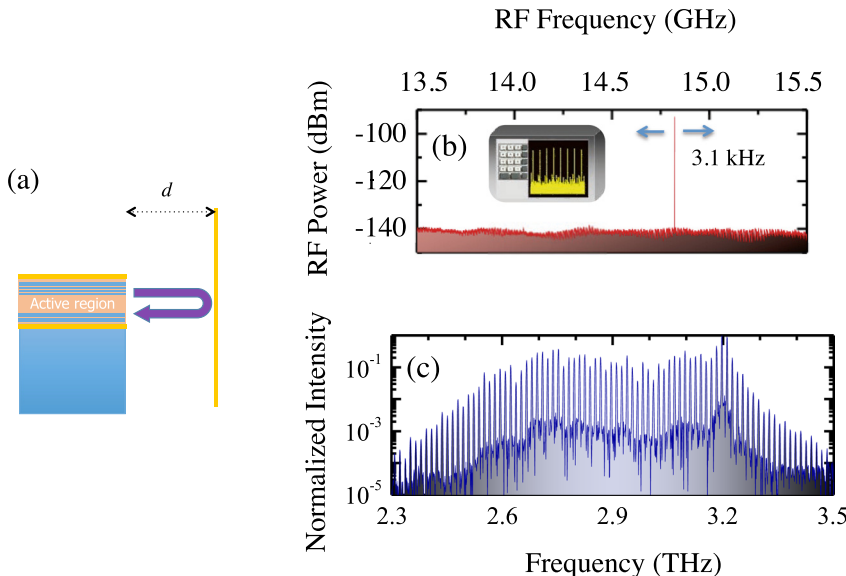 (a)
d
Active region
RF Frequency (GHz)
13.5 14.0 14.5 15.0 15.5
RF Power (dBm)
-100
-120
-140
(b)
3.1 kHz
Normalized Intensity
10-1
10-3
10-5
(c)
2.3 2.6 2.9 3.2 3.5
Frequency (THz)